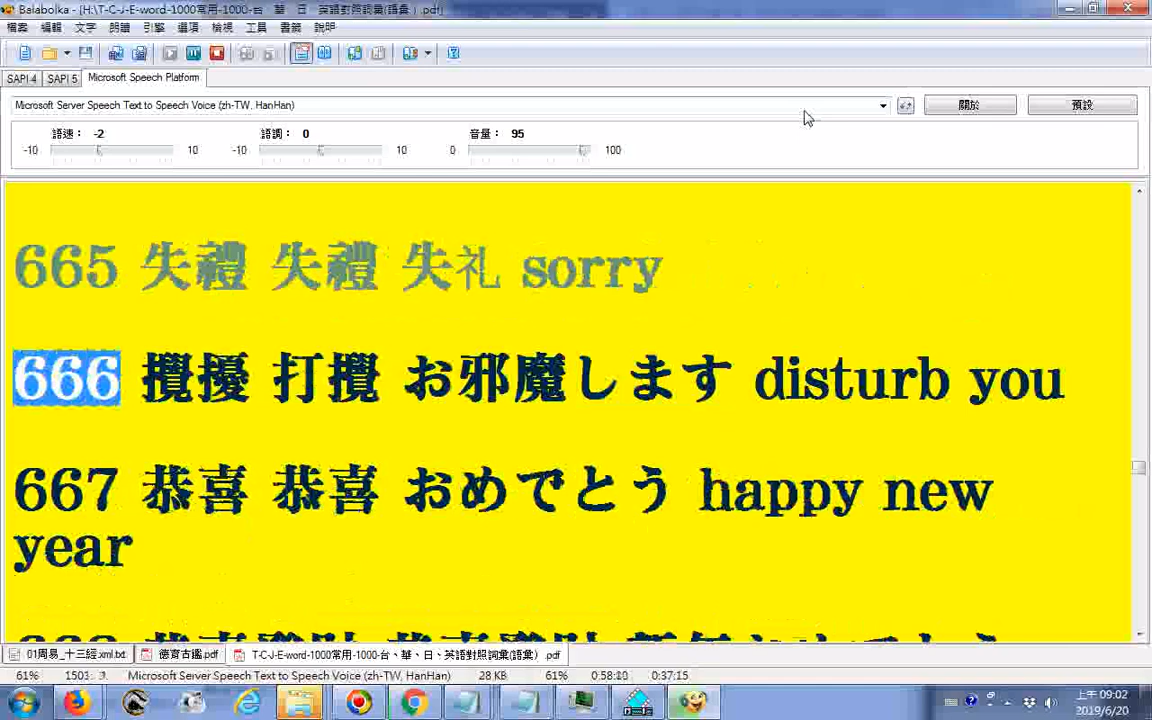 Balabolka - [H:\T-C-J-E-word-1000常用-1000-台、華、日、英語對照詞彙(語彙).pdf]
檔案 編輯 文字 朗讀 引擎 選項 檢視 工具 書籤 說明
SAPI 4 SAPI 5 Microsoft Speech Platform
Microsoft Server Speech Text to Speech Voice (zh-TW, HanHan) 關於 預設
語速： -2 語調： 0 音量： 95
-10 10 -10 10 0 100
665 失禮 失禮 失礼 sorry
666 攪擾 打攪 お邪魔します disturb you
667 恭喜 恭喜 おめでとう happy new
year
01周易_十三經.xml.txt 德育古鑑.pdf T-C-J-E-word-1000常用-1000-台、華、日、英語對照詞彙(語彙）.pdf
61% Microsoft Server Speech Text to Speech Voice (zh-TW, HanHan) 28 KB 61% 0:58:20 0:37:15
上午 09:02
2019/6/20